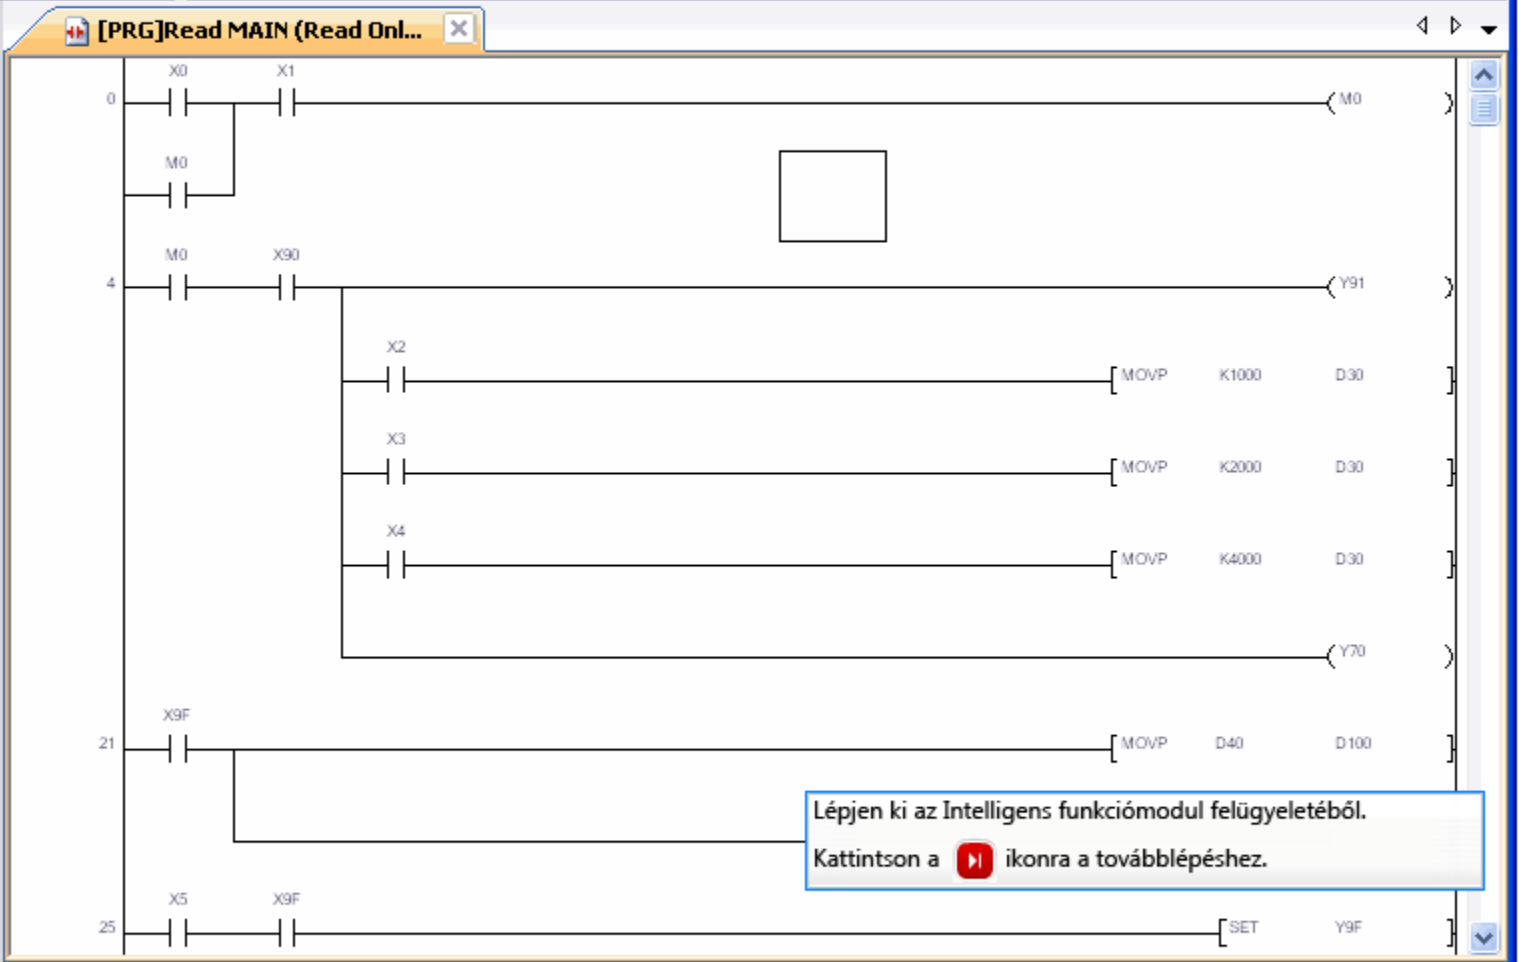 [PRG]Read MAIN (Read Onl...
X0 X1
0 M0
M0
M0 X90
4 Y91
X2
MOVP K1000 D30
X3
MOVP K2000 D30
X4
MOVP K4000 D30
Y70
X9F
21 MOVP D40 D100
Lépjen ki az Intelligens funkciómodul felügyeletéből.
Kattintson a ikonra a továbblépéshez.
X5 X9F
25 SET Y9F